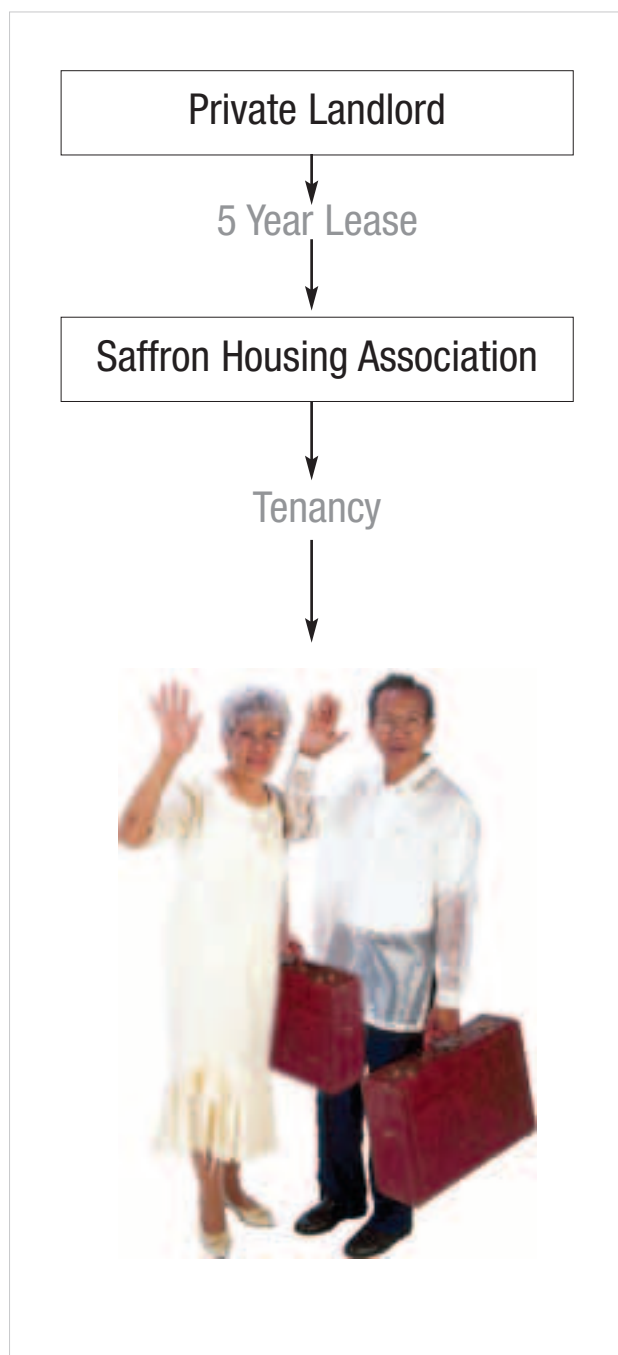 Private Landlord
5 Year Lease
Saffron Housing Association
Tenancy